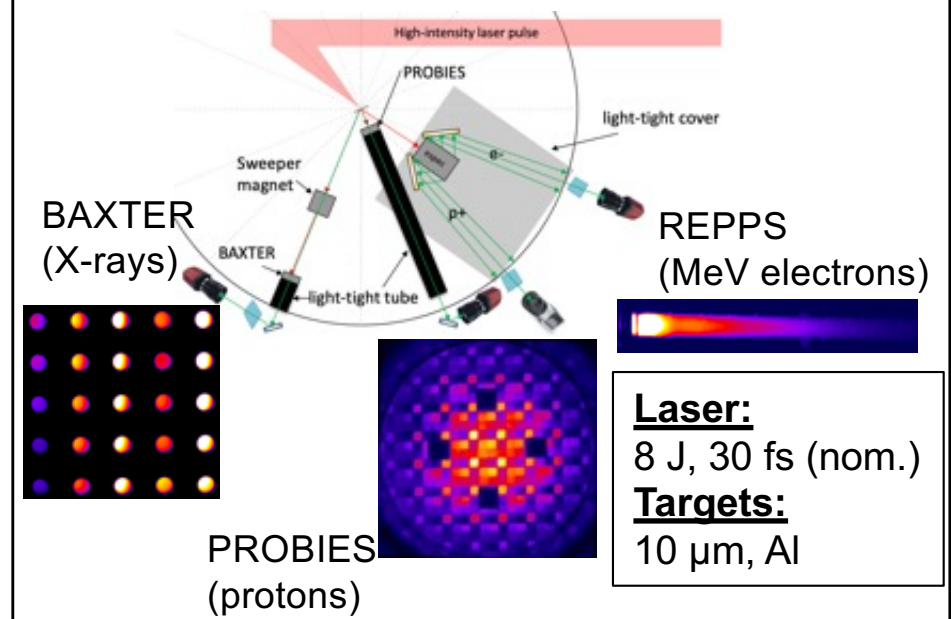 High-intensity laser pulse
PROBIES
light-tight cover
espec
e-
Sweeper
magnet
p+
BAXTER
(X-rays)
REPPS
(MeV electrons)
BAXTER
light-tight tube
Laser:
8 J, 30 fs (nom.)
Targets:
10 µm, Al
PROBIES
(protons)